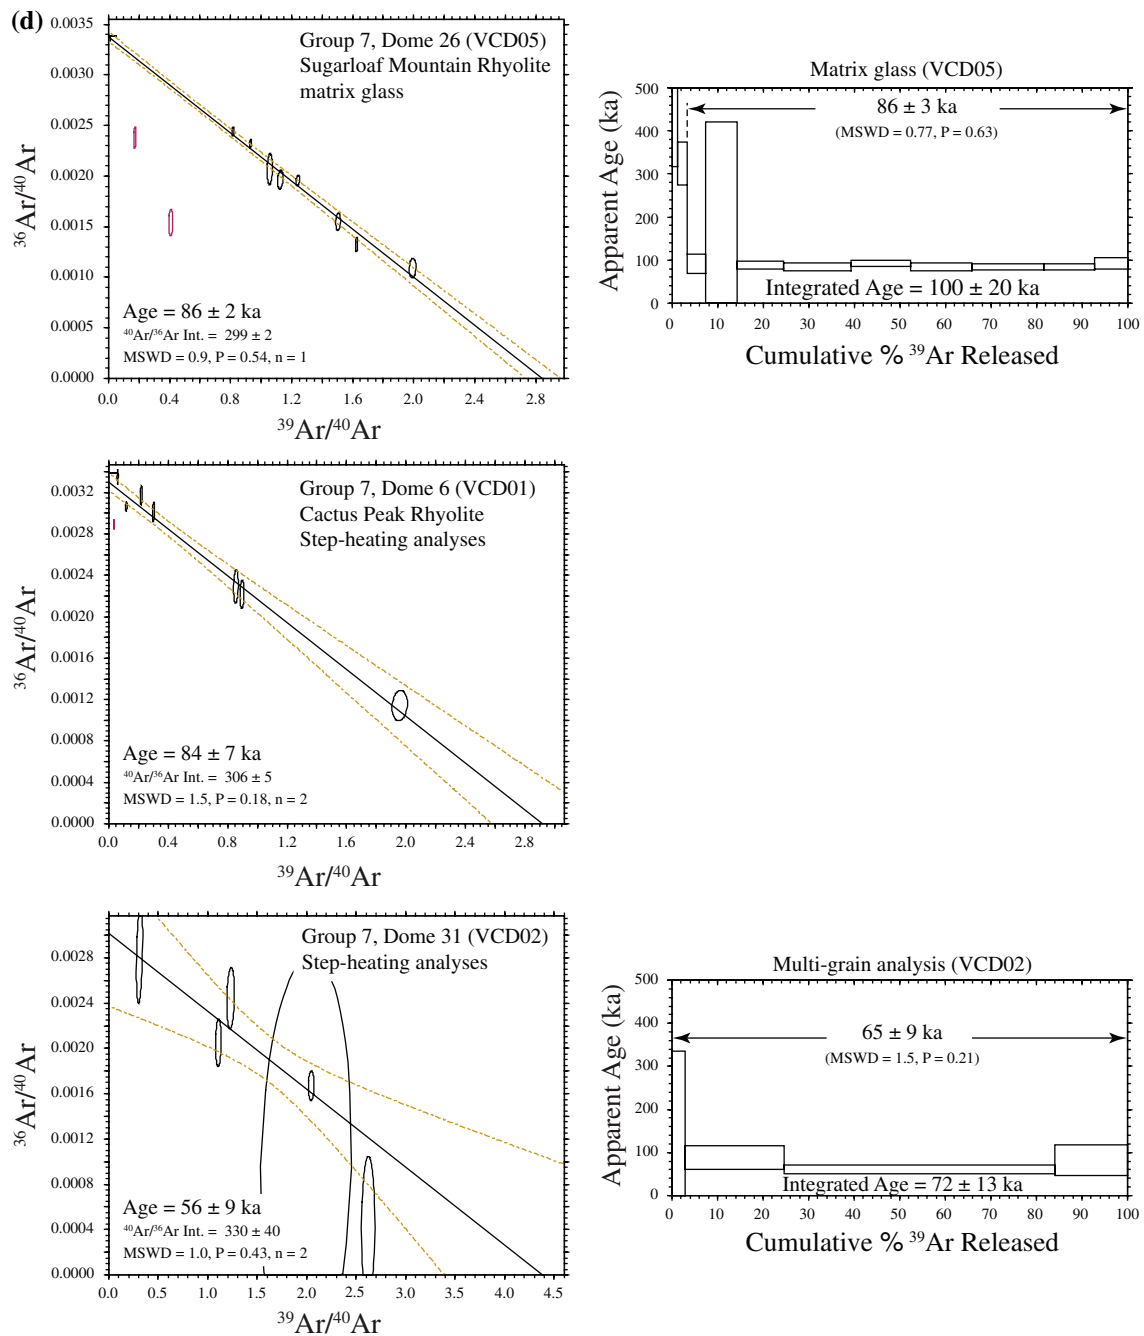 (d)
Group 7, Dome 26 (VCD05)
Sugarloaf Mountain Rhyolite
matrix glass
0.0035
0.0030
0.0025
0.0020
0.0015
0.0010
0.0005
0.0000
³⁶Ar/⁴⁰Ar
Age = 86 ± 2 ka
⁴⁰Ar/³⁶Ar Int. = 299 ± 2
MSWD = 0.9, P = 0.54, n = 1
0.0 0.4 0.8 1.2 1.6 2.0 2.4 2.8
³⁹Ar/⁴⁰Ar
Matrix glass (VCD05)
500
400
300
200
100
0
Apparent Age (ka)
86 ± 3 ka
(MSWD = 0.77, P = 0.63)
Integrated Age = 100 ± 20 ka
0 10 20 30 40 50 60 70 80 90 100
Cumulative % ³⁹Ar Released
Group 7, Dome 6 (VCD01)
Cactus Peak Rhyolite
Step-heating analyses
0.0032
0.0028
0.0024
0.0020
0.0016
0.0012
0.0008
0.0004
0.0000
³⁶Ar/⁴⁰Ar
Age = 84 ± 7 ka
⁴⁰Ar/³⁶Ar Int. = 306 ± 5
MSWD = 1.5, P = 0.18, n = 2
0.0 0.4 0.8 1.2 1.6 2.0 2.4 2.8
³⁹Ar/⁴⁰Ar
Group 7, Dome 31 (VCD02)
Step-heating analyses
0.0028
0.0024
0.0020
0.0016
0.0012
0.0008
0.0004
0.0000
³⁶Ar/⁴⁰Ar
Age = 56 ± 9 ka
⁴⁰Ar/³⁶Ar Int. = 330 ± 40
MSWD = 1.0, P = 0.43, n = 2
0.0 0.5 1.0 1.5 2.0 2.5 3.0 3.5 4.0 4.5
³⁹Ar/⁴⁰Ar
Multi-grain analysis (VCD02)
500
400
300
200
100
0
Apparent Age (ka)
65 ± 9 ka
(MSWD = 1.5, P = 0.21)
Integrated Age = 72 ± 13 ka
0 10 20 30 40 50 60 70 80 90 100
Cumulative % ³⁹Ar Released